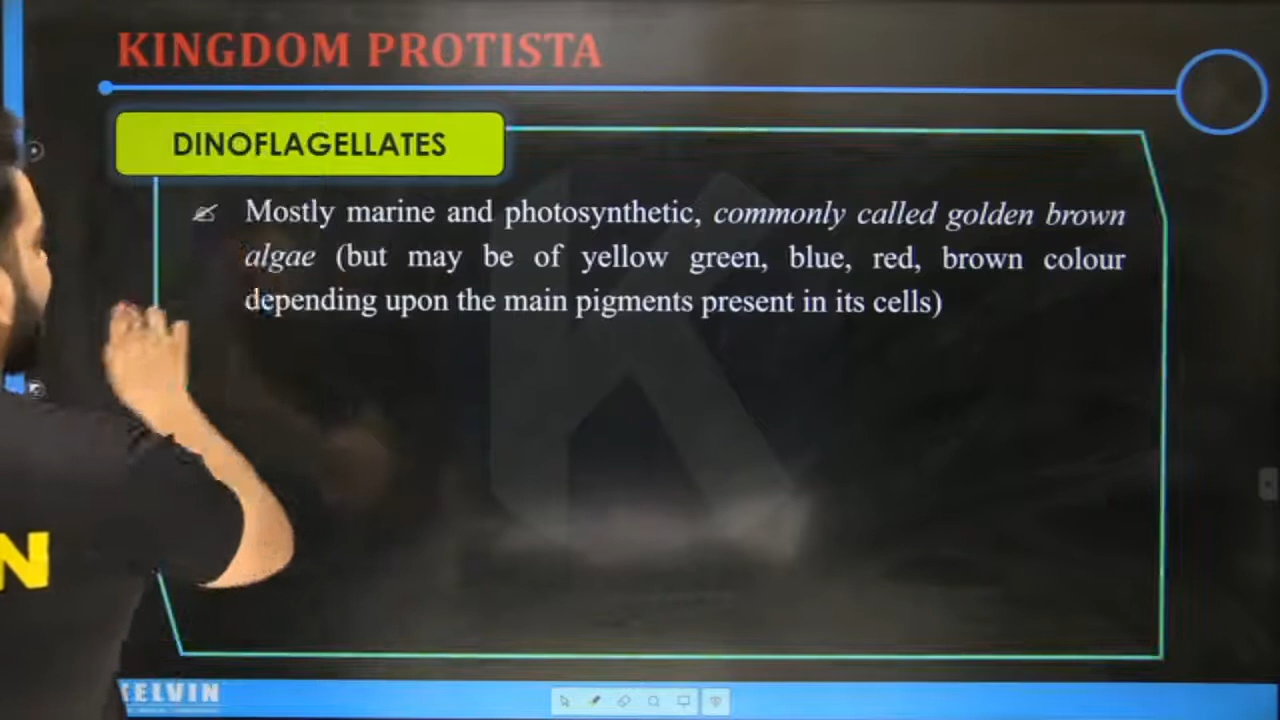 KINGDOM PROTISTA
DINOFLAGELLATES
Mostly marine and photosynthetic, commonly called golden brown
algae (but may be of yellow green, blue, red, brown colour
depending upon the main pigments present in its cells)
N
KELVIN